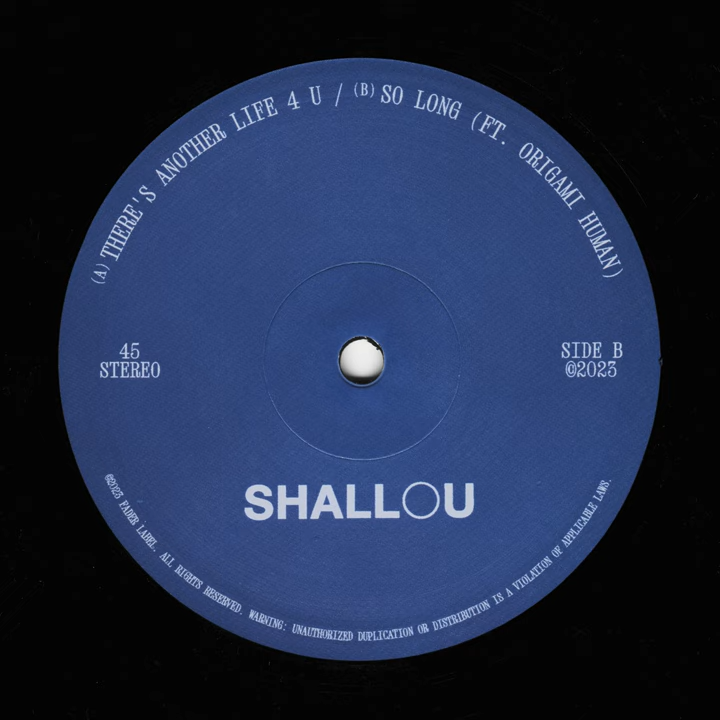 (A) THERE'S ANOTHER LIFE 4 U / (B) SO LONG (FT. ORIGAMI HUMAN)
45
STEREO
SIDE B
©2023
SHALLOU
©2023 FADER LABEL. ALL RIGHTS RESERVED. WARNING: UNAUTHORIZED DUPLICATION OR DISTRIBUTION IS A VIOLATION OF APPLICABLE LAWS.